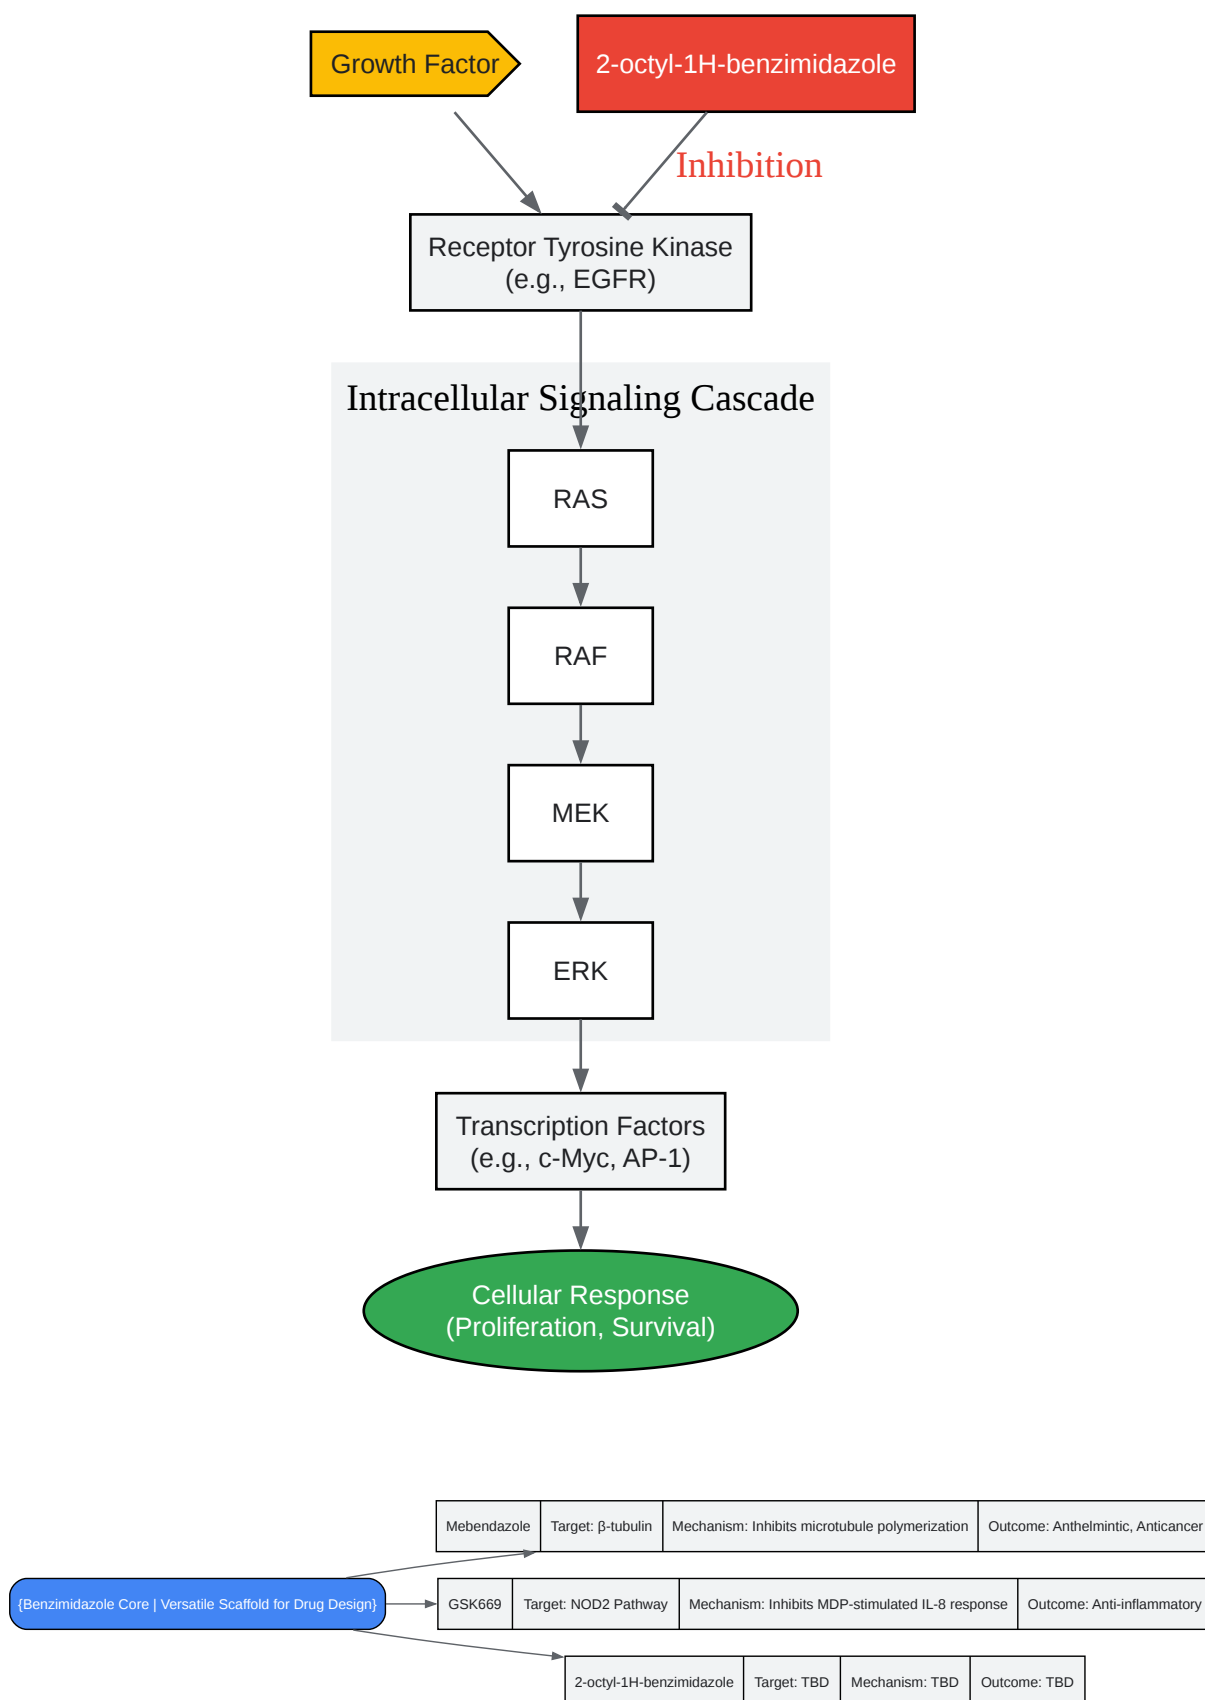 Growth Factor
2-octyl-1H-benzimidazole
Inhibition
Receptor Tyrosine Kinase
(e.g., EGFR)
Intracellular Signaling Cascade
RAS
RAF
MEK
ERK
Transcription Factors
(e.g., c-Myc, AP-1)
Cellular Response
(Proliferation, Survival)
Mebendazole
Target: β-tubulin
Mechanism: Inhibits microtubule polymerization
Outcome: Anthelmintic, Anticancer
{Benzimidazole Core | Versatile Scaffold for Drug Design}
GSK669
Target: NOD2 Pathway
Mechanism: Inhibits MDP-stimulated IL-8 response
Outcome: Anti-inflammatory
2-octyl-1H-benzimidazole
Target: TBD
Mechanism: TBD
Outcome: TBD